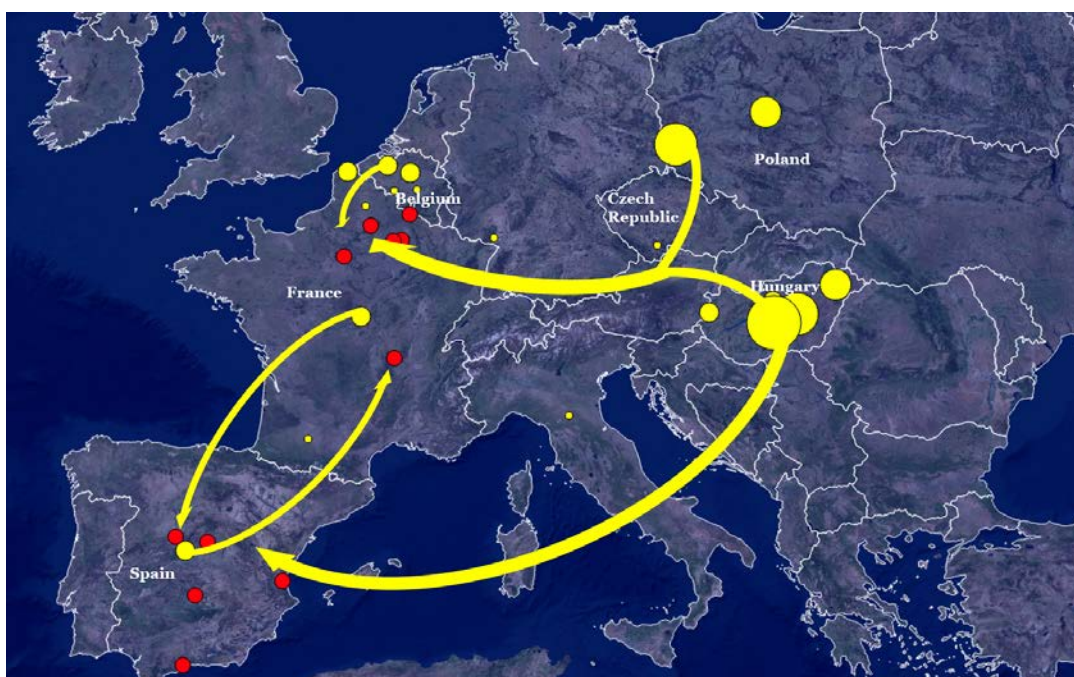 Poland
Belgium
Czech
Republic
Hungary
France
Spain